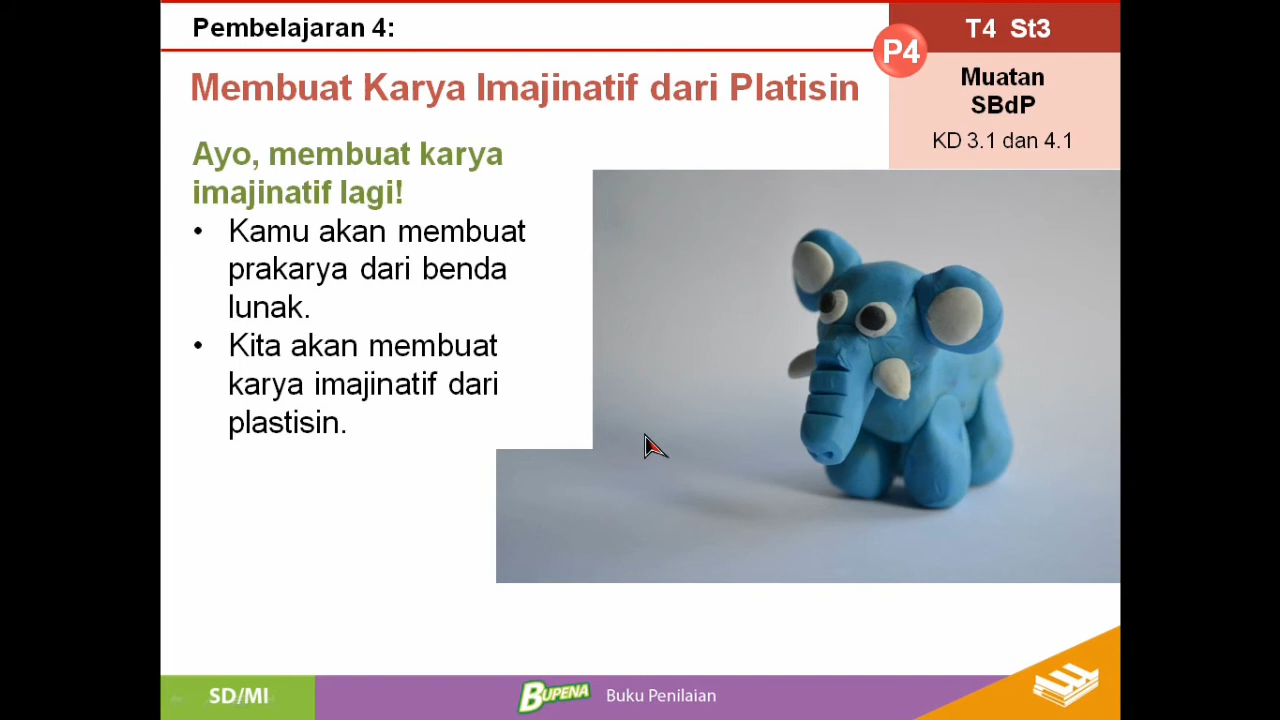 Pembelajaran 4:
T4 St3
P4
Muatan
SBdP
KD 3.1 dan 4.1
Membuat Karya Imajinatif dari Platisin
Ayo, membuat karya
imajinatif lagi!
• Kamu akan membuat
prakarya dari benda
lunak.
• Kita akan membuat
karya imajinatif dari
plastisin.
SD/MI
BUPENA
Buku Penilaian